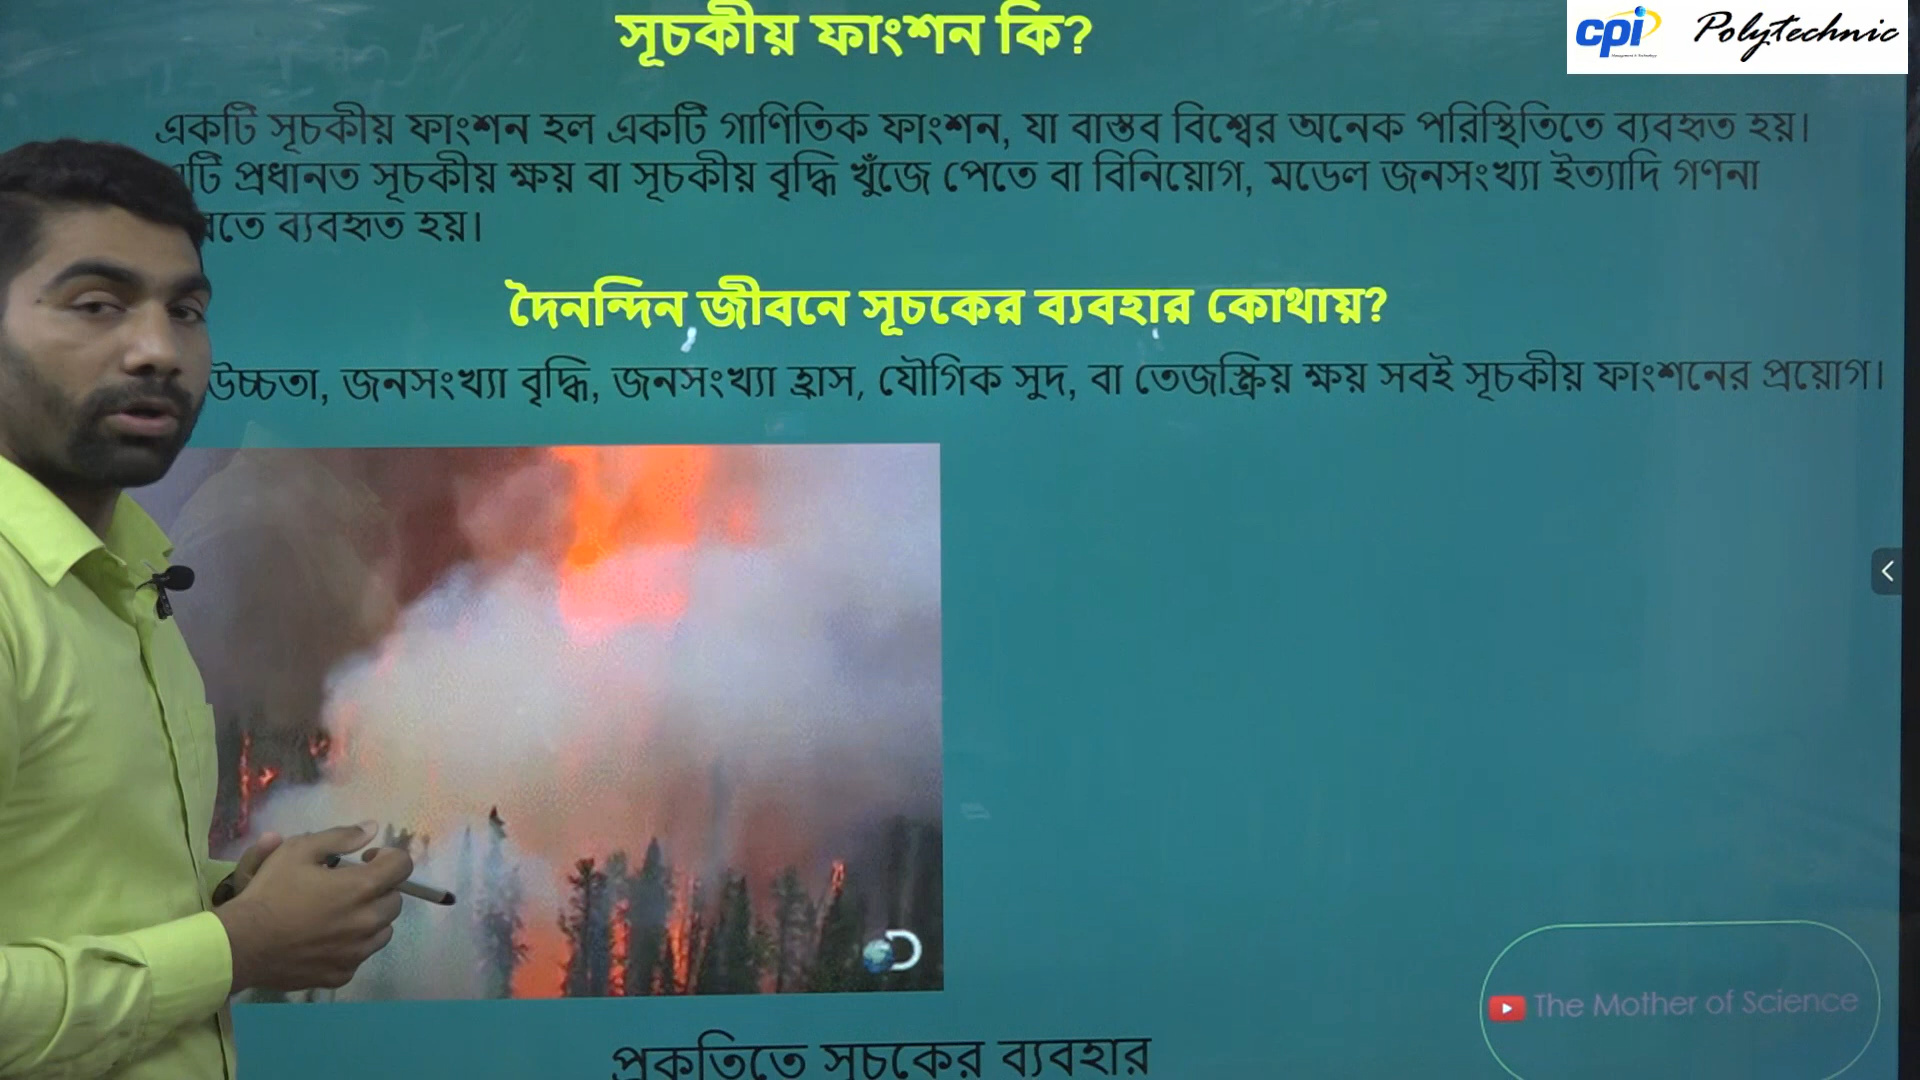 cpi Polytechnic
সূচকীয় ফাংশন কি?
একটি সূচকীয় ফাংশন হল একটি গাণিতিক ফাংশন, যা বাস্তব বিশ্বের অনেক পরিস্থিতিতে ব্যবহৃত হয়।
প্রধানত সূচকীয় ক্ষয় বা সূচকীয় বৃদ্ধি খুঁজে পেতে বা বিনিয়োগ, মডেল জনসংখ্যা ইত্যাদি গণনা
ব্যবহৃত হয়।
দৈনন্দিন জীবনে সূচকের ব্যবহার কোথায়?
উচ্চতা, জনসংখ্যা বৃদ্ধি, জনসংখ্যা হ্রাস, যৌগিক সুদ, বা তেজস্ক্রিয় ক্ষয় সবই সূচকীয় ফাংশনের প্রয়োগ।
The Mother of Science
প্রকৃতিতে সূচকের ব্যবহার